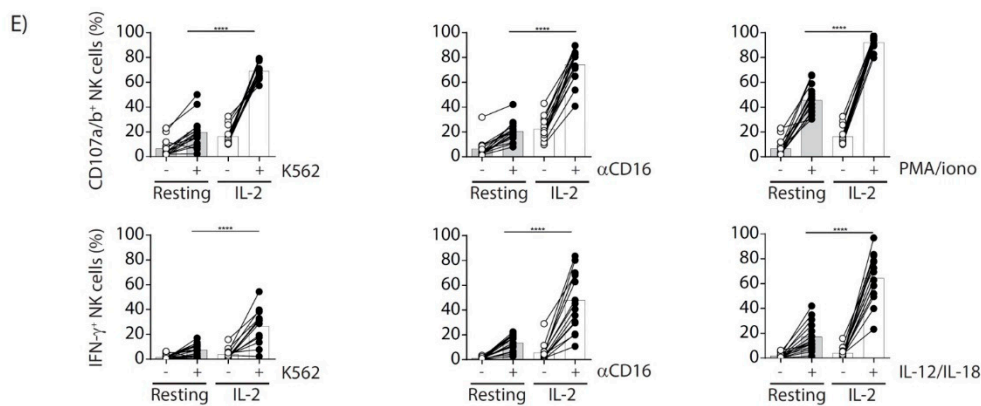 E)
CD107a/b⁺ NK cells (%)
100
80
60
40
20
0
****
- + - + K562
Resting IL-2
100
80
60
40
20
0
****
- + - + αCD16
Resting IL-2
100
80
60
40
20
0
****
- + - + PMA/iono
Resting IL-2
IFN-γ⁺ NK cells (%)
100
80
60
40
20
0
****
- + - + K562
Resting IL-2
100
80
60
40
20
0
****
- + - + αCD16
Resting IL-2
100
80
60
40
20
0
****
- + - + IL-12/IL-18
Resting IL-2